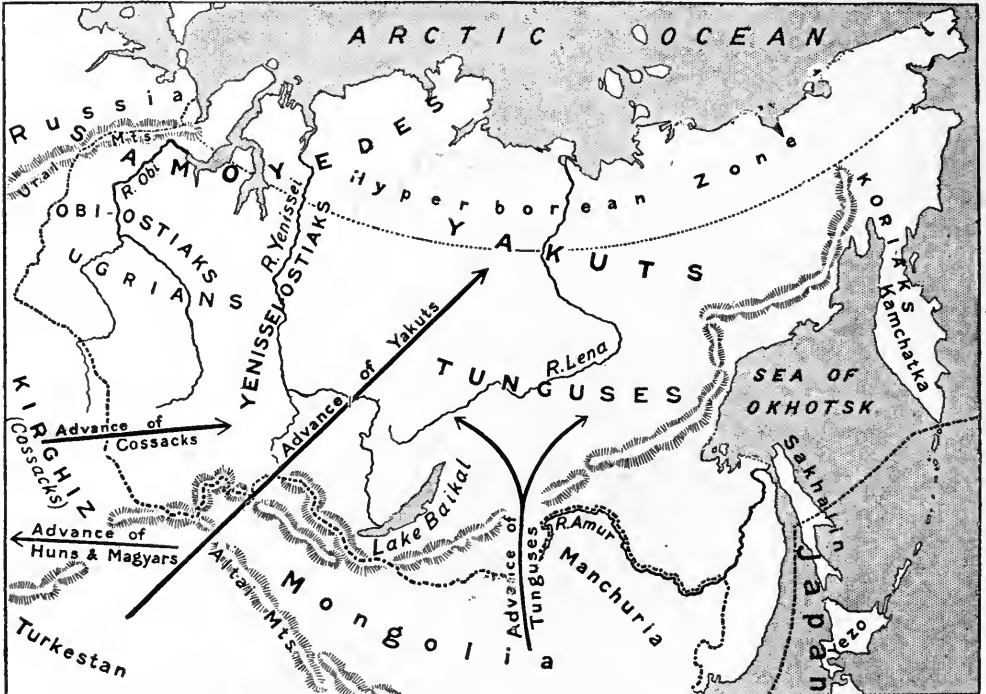 ARCTIC OCEAN
Russia
Ural Mts.
SAMOYEDES
R. Obi
Hyperborean Zone
OBI-OSTIAKS
UGRIANS
R. Yenissei
YENISSEI OSTIAKS
YAKUTS
KORIAKS
Kamchatka
Advance of Yakuts
R. Lena
TUNGUSES
SEA OF
OKHOTSK
KIRGHIZ
(Cossacks)
Advance of
Cossacks
Sakhalin
Advance of
Huns & Magyars
Lake Baikal
Advance of
Tunguses
R. Amur
Altai Mts.
Mongolia
Manchuria
Japan
Yezo
Turkestan